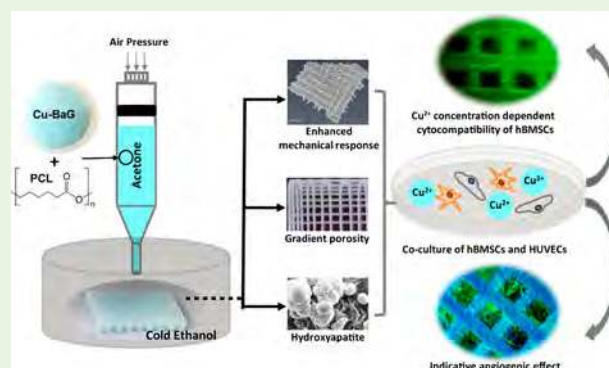 Air Pressure
Cu-BaG
+
PCL
O
O
n
Acetone
Cold Ethanol
Enhanced
mechanical response
Gradient porosity
Hydroxyapatite
Cu2+ concentration dependent
cytocompatibility of hBMSCs
Cu2+
Cu2+
Cu2+
Cu2+
Co-culture of hBMSCs and HUVECs
Indicative angiogenic effect